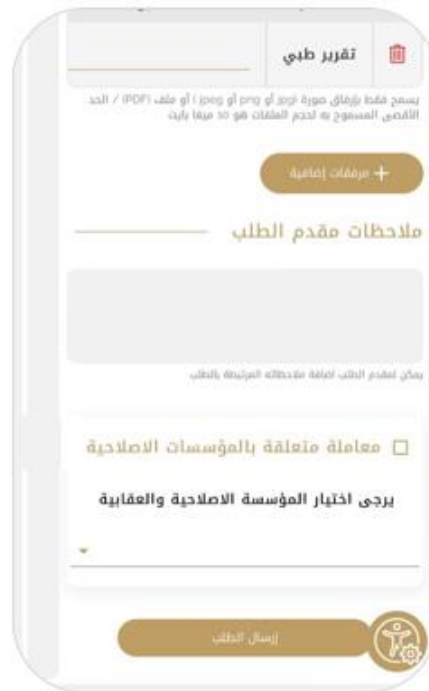 تقرير طبي
يسمح فقط بإرفاق صورة (jpg أو png أو jpeg ) أو ملف (PDF) / الحد
الأقصى المسموح به لحجم الملفات هو 10 ميغا بايت
+ مرفقات إضافية
ملاحظات مقدم الطلب
يمكن لمقدم الطلب اضافة ملاحظاته المرتبطة بالطلب
معاملة متعلقة بالمؤسسات الاصلاحية
يرجى اختيار المؤسسة الاصلاحية والعقابية
إرسال الطلب